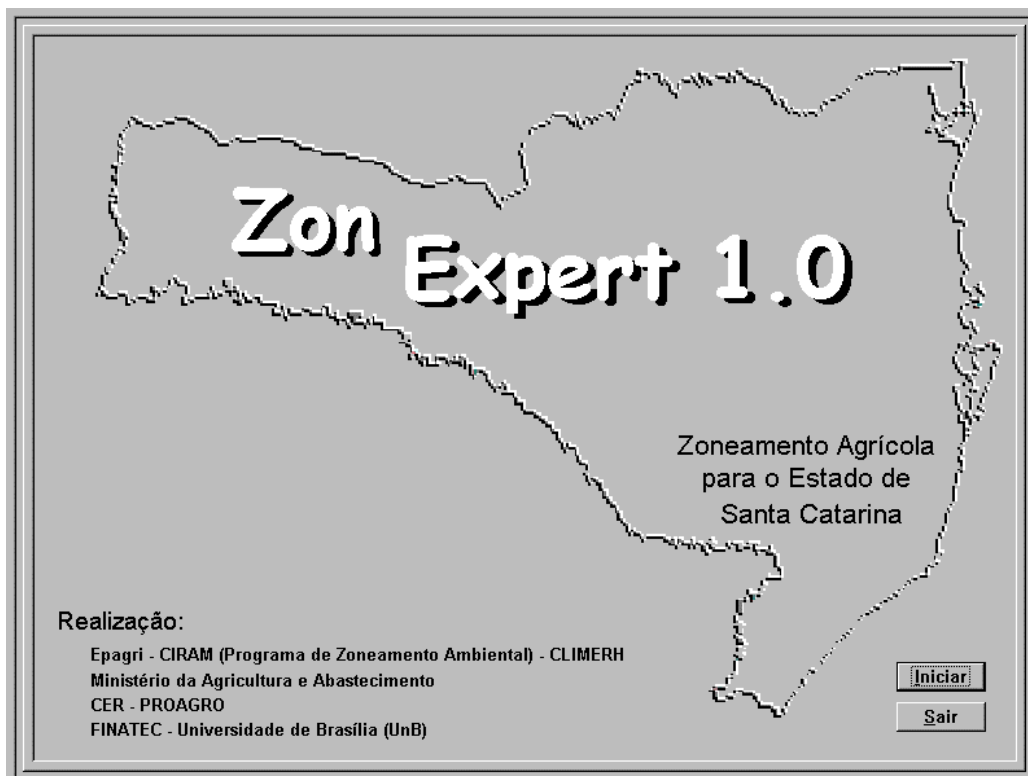 Zon
Expert 1.0
Zoneamento Agrícola
para o Estado de
Santa Catarina
Realização:
Epagri - CIRAM (Programa de Zoneamento Ambiental) - CLIMERH
Ministério da Agricultura e Abastecimento
CER - PROAGRO
FINATEC - Universidade de Brasília (UnB)
Iniciar
Sair